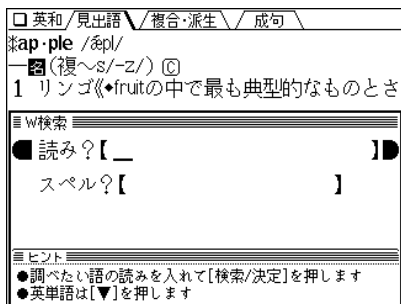 英和 見出語 複合・派生 成句
*ap·ple /ǽpl/
—名(複~s/-z/) Ⓒ
1 リンゴ《◆fruitの中で最も典型的なものとさ
W検索
読み?【 】
スペル?【 】
ヒント
●調べたい語の読みを入れて[検索/決定]を押します
●英単語は[▼]を押します